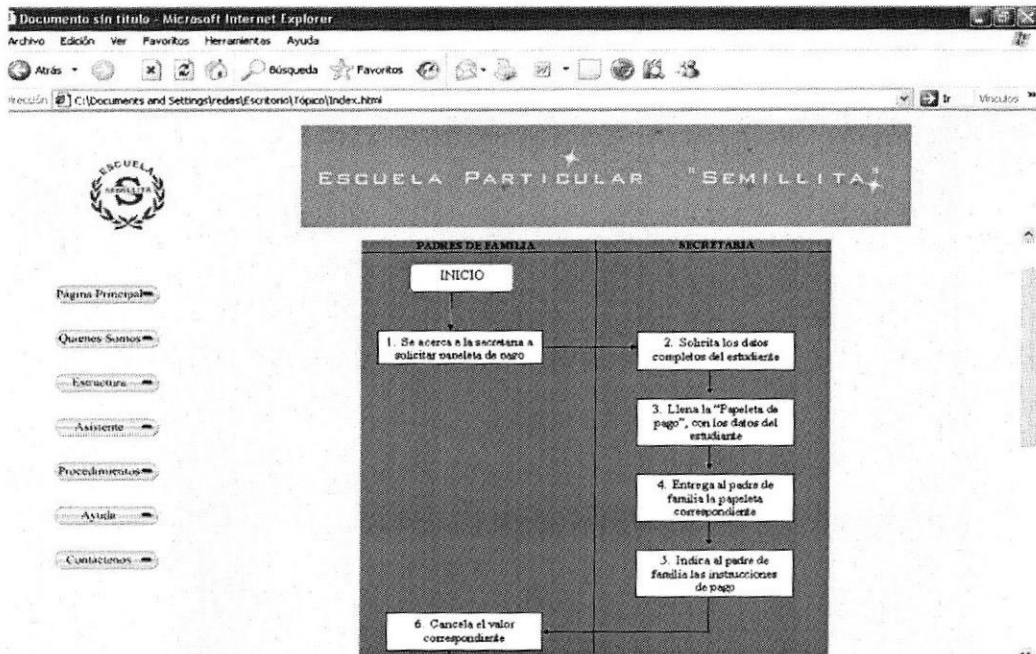 Documento sin título - Microsoft Internet Explorer
Archivo Edición Ver Favoritos Herramientas Ayuda
Atrás Búsqueda Favoritos
Dirección C:\Documents and Settings\redes\Escritorio\Tópico\Index.html Ir Vínculos
ESCUELA
SEMILLITA
S
ESCUELA PARTICULAR "SEMILLITA"
PADRES DE FAMILIA SECRETARIA
INICIO
Página Principal
Quienes Somos
Estructura
Asistente
Procedimientos
Ayuda
Contáctenos
1. Se acerca a la secretaria a
solicitar papeleta de pago
2. Solicita los datos
completos del estudiante
3. Llena la "Papeleta de
pago", con los datos del
estudiante
4. Entrega al padre de
familia la papeleta
correspondiente
5. Indica al padre de
familia las instrucciones
de pago
6. Cancela el valor
correspondiente